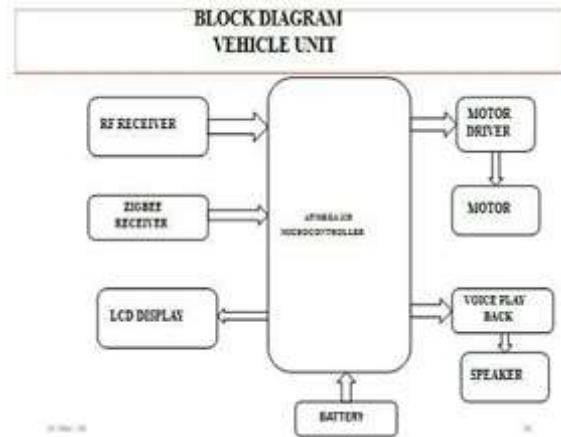 BLOCK DIAGRAM
VEHICLE UNIT
RF RECEIVER
MOTOR
DRIVER
ZIGBEE
RECEIVER
MOTOR
MICROCONTROLLER
LCD DISPLAY
VOICE PLAY
BACK
SPEAKER
BATTERY